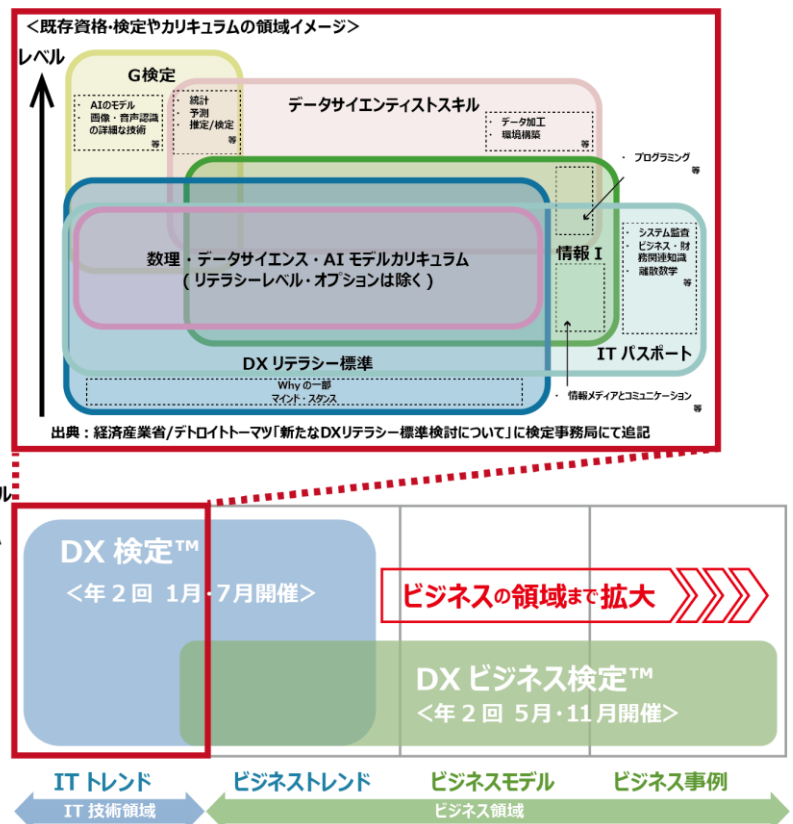 <既存資格・検定やカリキュラムの領域イメージ>
レベル
G検定
・ AIのモデル
・ 画像・音声認識
の詳細な技術
等
・ 統計
・ 予測
・ 推定/検定
等
データサイエンティストスキル
・ データ加工
・ 環境構築
等
・ プログラミング
等
数理・データサイエンス・AI モデルカリキュラム
( リテラシーレベル・オプションは除く )
情報 I
・ システム監査
・ ビジネス・財
務関連知識
・ 離散数学
等
IT パスポート
DX リテラシー標準
Why の一部
マインド・スタンス
・ 情報メディアとコミュニケーション
等
出典：経済産業省/デトロイトトーマツ「新たなDXリテラシー標準検討について」に検定事務局にて追記
ル
DX 検定™
<年 2 回 1月・7月開催>
ビジネスの領域まで拡大
DX ビジネス検定™
<年 2 回 5月・11月開催>
IT トレンド
ビジネストレンド
ビジネスモデル
ビジネス事例
IT 技術領域
ビジネス領域